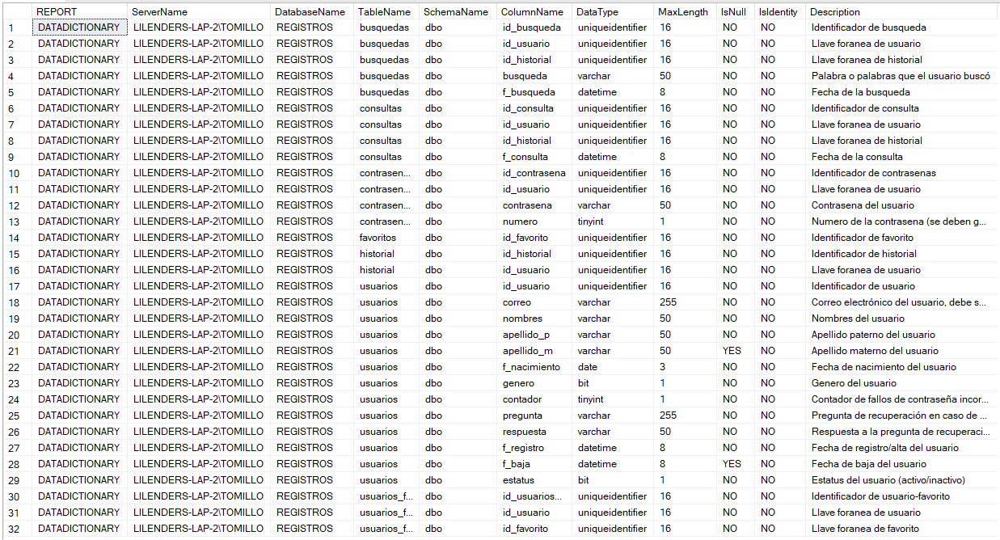 REPORT ServerName DatabaseName TableName SchemaName ColumnName DataType MaxLength IsNull IsIdentity Description
1 DATADICTIONARY LILENDERS-LAP-2\TOMILLO REGISTROS busquedas dbo id_busqueda uniqueidentifier 16 NO NO Identificador de busqueda
2 DATADICTIONARY LILENDERS-LAP-2\TOMILLO REGISTROS busquedas dbo id_usuario uniqueidentifier 16 NO NO Llave foranea de usuario
3 DATADICTIONARY LILENDERS-LAP-2\TOMILLO REGISTROS busquedas dbo id_historial uniqueidentifier 16 NO NO Llave foranea de historial
4 DATADICTIONARY LILENDERS-LAP-2\TOMILLO REGISTROS busquedas dbo busqueda varchar 50 NO NO Palabra o palabras que el usuario buscó
5 DATADICTIONARY LILENDERS-LAP-2\TOMILLO REGISTROS busquedas dbo f_busqueda datetime 8 NO NO Fecha de la busqueda
6 DATADICTIONARY LILENDERS-LAP-2\TOMILLO REGISTROS consultas dbo id_consulta uniqueidentifier 16 NO NO Identificador de consulta
7 DATADICTIONARY LILENDERS-LAP-2\TOMILLO REGISTROS consultas dbo id_usuario uniqueidentifier 16 NO NO Llave foranea de usuario
8 DATADICTIONARY LILENDERS-LAP-2\TOMILLO REGISTROS consultas dbo id_historial uniqueidentifier 16 NO NO Llave foranea de historial
9 DATADICTIONARY LILENDERS-LAP-2\TOMILLO REGISTROS consultas dbo f_consulta datetime 8 NO NO Fecha de la consulta
10 DATADICTIONARY LILENDERS-LAP-2\TOMILLO REGISTROS contrasen... dbo id_contrasena uniqueidentifier 16 NO NO Identificador de contrasenas
11 DATADICTIONARY LILENDERS-LAP-2\TOMILLO REGISTROS contrasen... dbo id_usuario uniqueidentifier 16 NO NO Llave foranea de usuario
12 DATADICTIONARY LILENDERS-LAP-2\TOMILLO REGISTROS contrasen... dbo contrasena varchar 50 NO NO Contrasena del usuario
13 DATADICTIONARY LILENDERS-LAP-2\TOMILLO REGISTROS contrasen... dbo numero tinyint 1 NO NO Numero de la contrasena (se deben g...
14 DATADICTIONARY LILENDERS-LAP-2\TOMILLO REGISTROS favoritos dbo id_favorito uniqueidentifier 16 NO NO Identificador de favorito
15 DATADICTIONARY LILENDERS-LAP-2\TOMILLO REGISTROS historial dbo id_historial uniqueidentifier 16 NO NO Identificador de historial
16 DATADICTIONARY LILENDERS-LAP-2\TOMILLO REGISTROS historial dbo id_usuario uniqueidentifier 16 NO NO Llave foranea de usuario
17 DATADICTIONARY LILENDERS-LAP-2\TOMILLO REGISTROS usuarios dbo id_usuario uniqueidentifier 16 NO NO Identificador de usuario
18 DATADICTIONARY LILENDERS-LAP-2\TOMILLO REGISTROS usuarios dbo correo varchar 255 NO NO Correo electrónico del usuario, debe s...
19 DATADICTIONARY LILENDERS-LAP-2\TOMILLO REGISTROS usuarios dbo nombres varchar 50 NO NO Nombres del usuario
20 DATADICTIONARY LILENDERS-LAP-2\TOMILLO REGISTROS usuarios dbo apellido_p varchar 50 NO NO Apellido paterno del usuario
21 DATADICTIONARY LILENDERS-LAP-2\TOMILLO REGISTROS usuarios dbo apellido_m varchar 50 YES NO Apellido materno del usuario
22 DATADICTIONARY LILENDERS-LAP-2\TOMILLO REGISTROS usuarios dbo f_nacimiento date 3 NO NO Fecha de nacimiento del usuario
23 DATADICTIONARY LILENDERS-LAP-2\TOMILLO REGISTROS usuarios dbo genero bit 1 NO NO Genero del usuario
24 DATADICTIONARY LILENDERS-LAP-2\TOMILLO REGISTROS usuarios dbo contador tinyint 1 NO NO Contador de fallos de contraseña incor...
25 DATADICTIONARY LILENDERS-LAP-2\TOMILLO REGISTROS usuarios dbo pregunta varchar 255 NO NO Pregunta de recuperación en caso de ...
26 DATADICTIONARY LILENDERS-LAP-2\TOMILLO REGISTROS usuarios dbo respuesta varchar 50 NO NO Respuesta a la pregunta de recuperaci...
27 DATADICTIONARY LILENDERS-LAP-2\TOMILLO REGISTROS usuarios dbo f_registro datetime 8 NO NO Fecha de registro/alta del usuario
28 DATADICTIONARY LILENDERS-LAP-2\TOMILLO REGISTROS usuarios dbo f_baja datetime 8 YES NO Fecha de baja del usuario
29 DATADICTIONARY LILENDERS-LAP-2\TOMILLO REGISTROS usuarios dbo estatus bit 1 NO NO Estatus del usuario (activo/inactivo)
30 DATADICTIONARY LILENDERS-LAP-2\TOMILLO REGISTROS usuarios_f... dbo id_usuarios... uniqueidentifier 16 NO NO Identificador de usuario-favorito
31 DATADICTIONARY LILENDERS-LAP-2\TOMILLO REGISTROS usuarios_f... dbo id_usuario uniqueidentifier 16 NO NO Llave foranea de usuario
32 DATADICTIONARY LILENDERS-LAP-2\TOMILLO REGISTROS usuarios_f... dbo id_favorito uniqueidentifier 16 NO NO Llave foranea de favorito